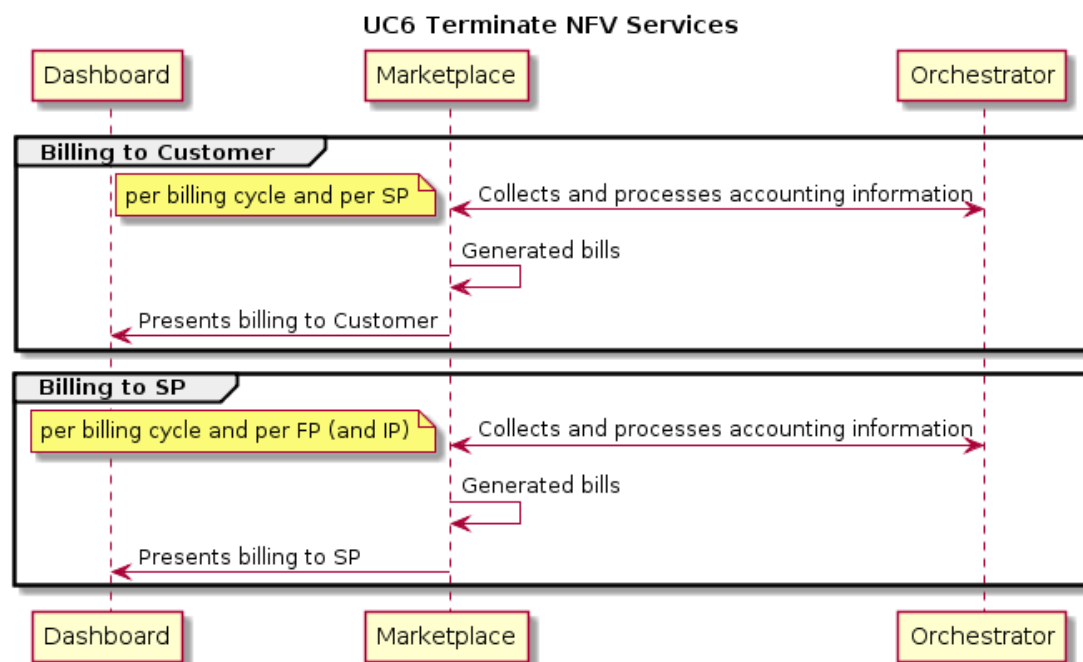 UC6 Terminate NFV Services
Dashboard
Marketplace
Orchestrator
Billing to Customer
per billing cycle and per SP
Collects and processes accounting information
Generated bills
Presents billing to Customer
Billing to SP
per billing cycle and per FP (and IP)
Collects and processes accounting information
Generated bills
Presents billing to SP
Dashboard
Marketplace
Orchestrator